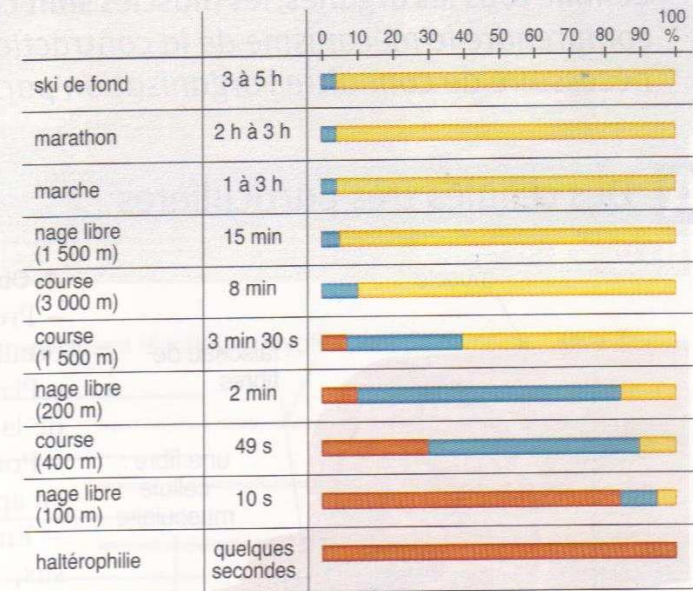 0 10 20 30 40 50 60 70 80 90 100 %
ski de fond 3 à 5 h
marathon 2 h à 3 h
marche 1 à 3 h
nage libre (1 500 m) 15 min
course (3 000 m) 8 min
course (1 500 m) 3 min 30 s
nage libre (200 m) 2 min
course (400 m) 49 s
nage libre (100 m) 10 s
haltérophilie quelques secondes